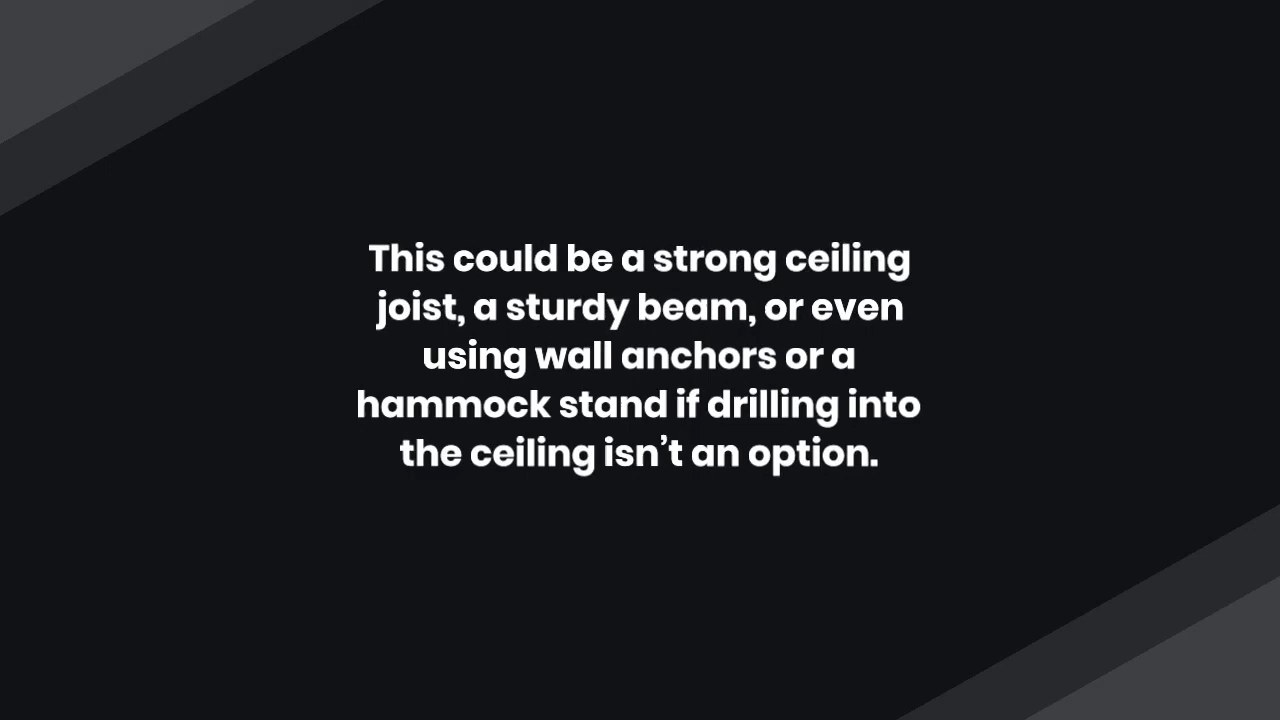 This could be a strong ceiling
joist, a sturdy beam, or even
using wall anchors or a
hammock stand if drilling into
the ceiling isn’t an option.